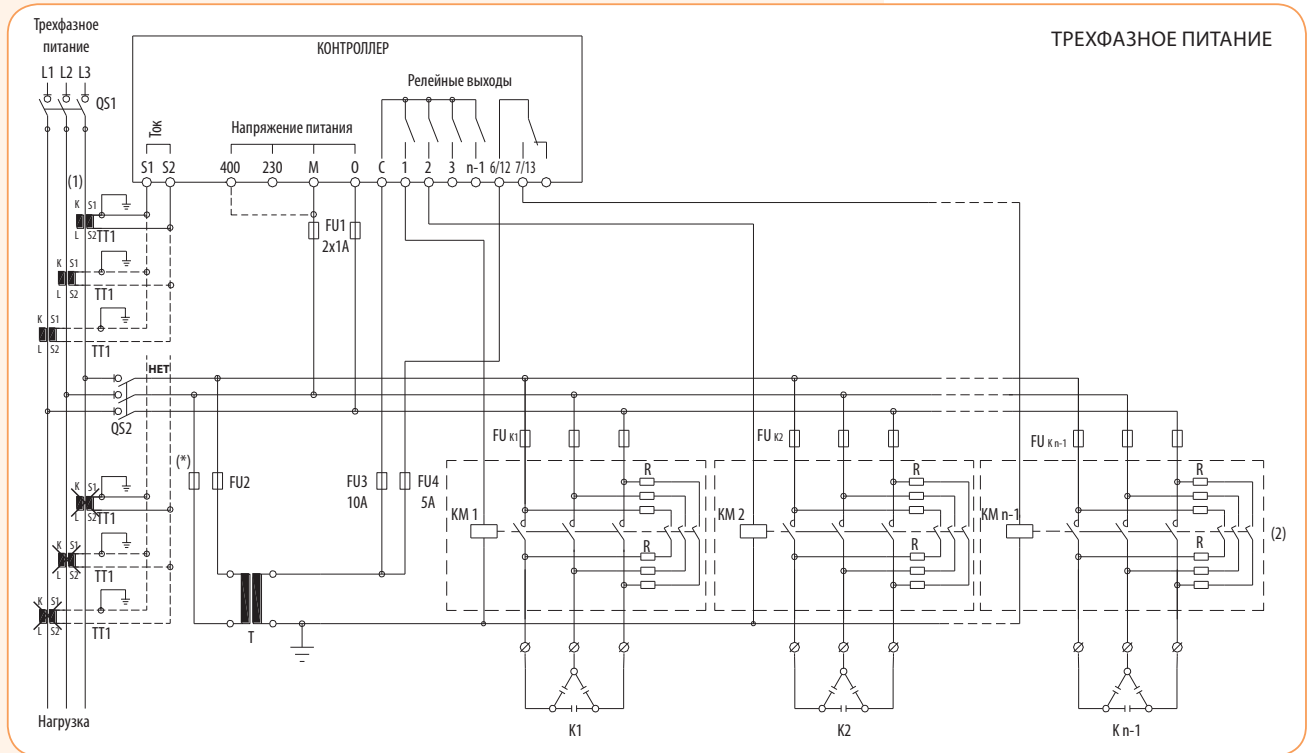 Трехфазное
питание
ТРЕХФАЗНОЕ ПИТАНИЕ
КОНТРОЛЛЕР
L1 L2 L3
QS1
Релейные выходы
Ток
Напряжение питания
S1 S2 400 230 M 0 C 1 2 3 n-1 6/12 7/13
(1)
K S1
L S2
TT1
FU1
2x1A
K S1
L S2
TT1
K S1
L S2
TT1
НЕТ
QS2
(*)
FU2
FU3
10A
FU4
5A
FU K1
FU K2
FU K n-1
K S1
L S2
TT1
KM 1
R
R
KM 2
R
R
KM n-1
R
R
(2)
K S1
L S2
TT1
K S1
L S2
TT1
T
Нагрузка
K1
K2
K n-1